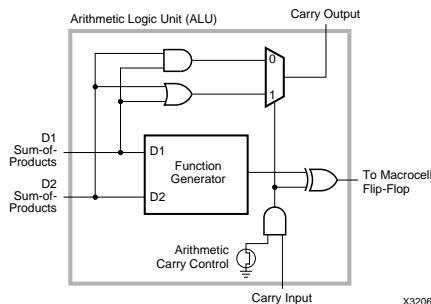 Arithmetic Logic Unit (ALU)
Carry Output
0
1
D1
Sum-of-
Products
D2
Sum-of-
Products
D1
D2
Function
Generator
To Macrocell
Flip-Flop
Arithmetic
Carry Control
Carry Input
X3206